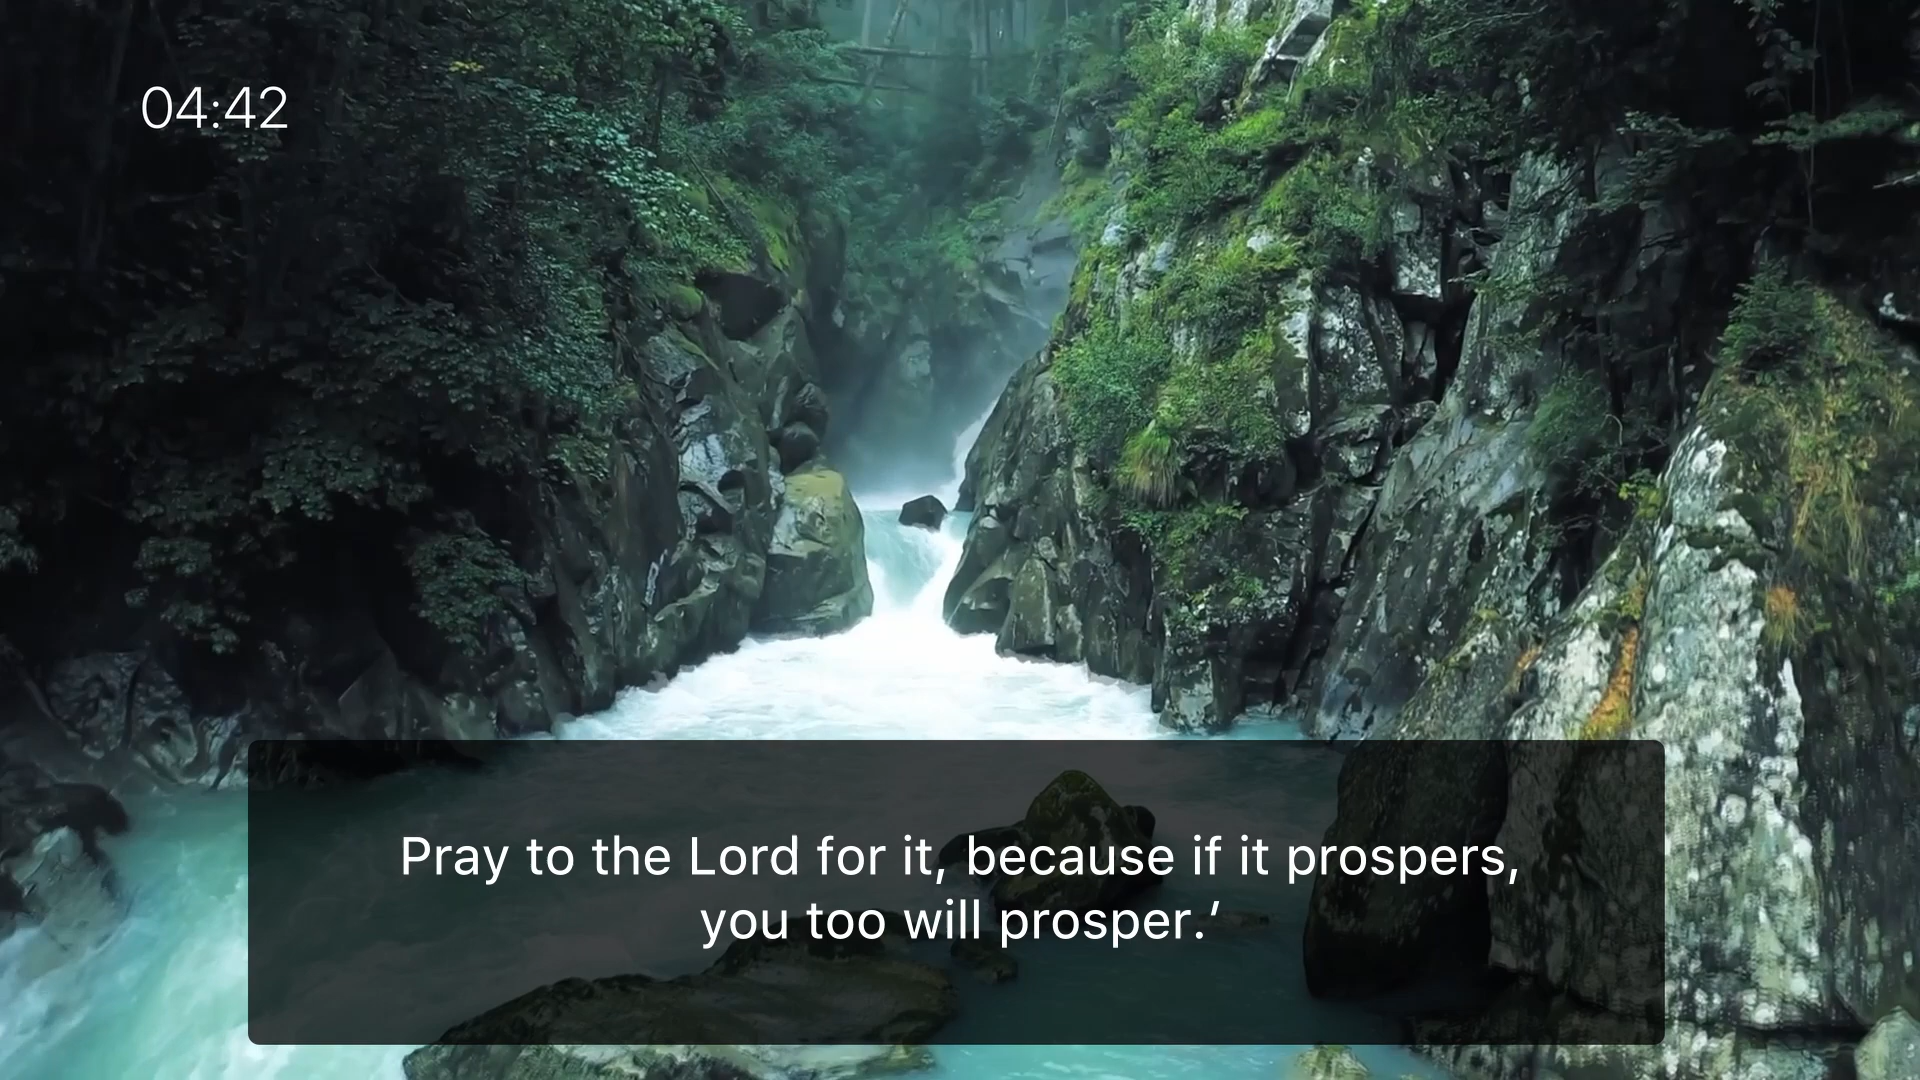 04:42
Pray to the Lord for it, because if it prospers,
you too will prosper.’